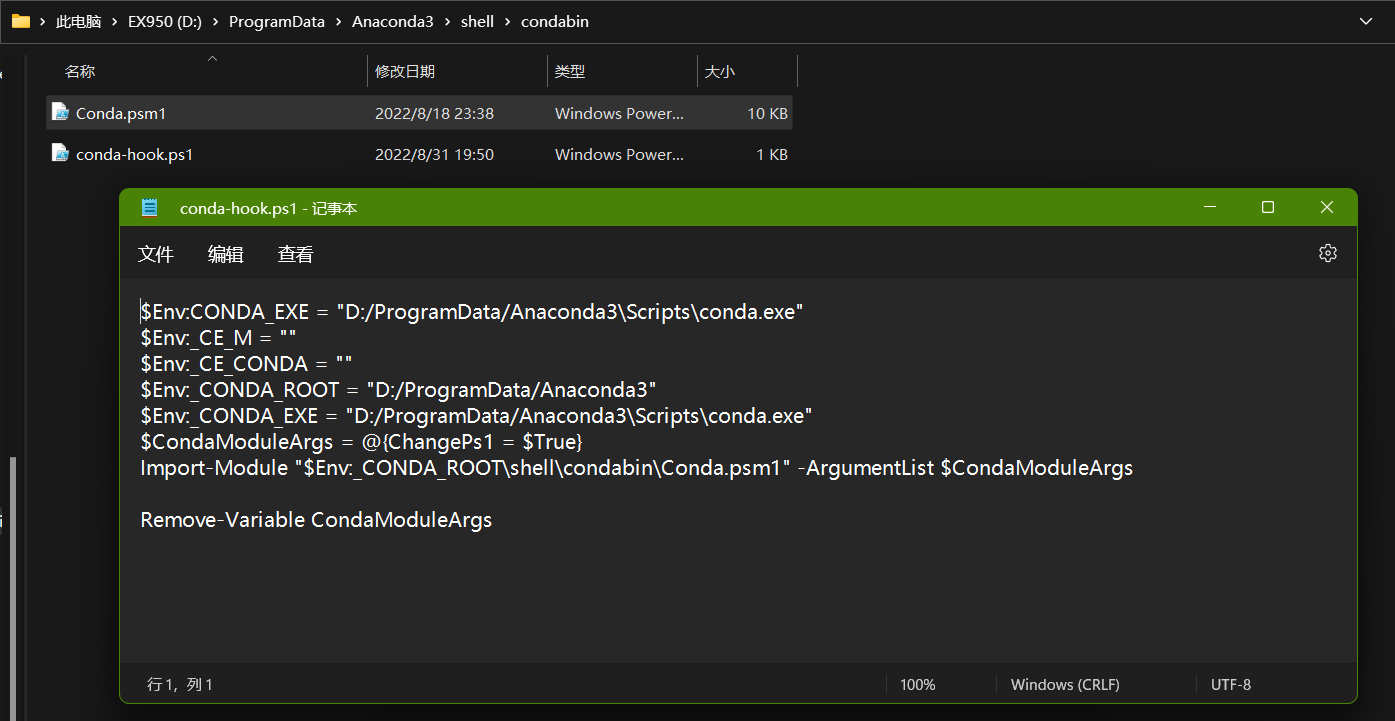 此电脑 > EX950 (D:) > ProgramData > Anaconda3 > shell > condabin
名称 修改日期 类型 大小
Conda.psm1 2022/8/18 23:38 Windows Power... 10 KB
conda-hook.ps1 2022/8/31 19:50 Windows Power... 1 KB
conda-hook.ps1 - 记事本
文件 编辑 查看
$Env:CONDA_EXE = "D:/ProgramData/Anaconda3\Scripts\conda.exe"
$Env:_CE_M = ""
$Env:_CE_CONDA = ""
$Env:_CONDA_ROOT = "D:/ProgramData/Anaconda3"
$Env:_CONDA_EXE = "D:/ProgramData/Anaconda3\Scripts\conda.exe"
$CondaModuleArgs = @{ChangePs1 = $True}
Import-Module "$Env:_CONDA_ROOT\shell\condabin\Conda.psm1" -ArgumentList $CondaModuleArgs
Remove-Variable CondaModuleArgs
行 1, 列 1 100% Windows (CRLF) UTF-8